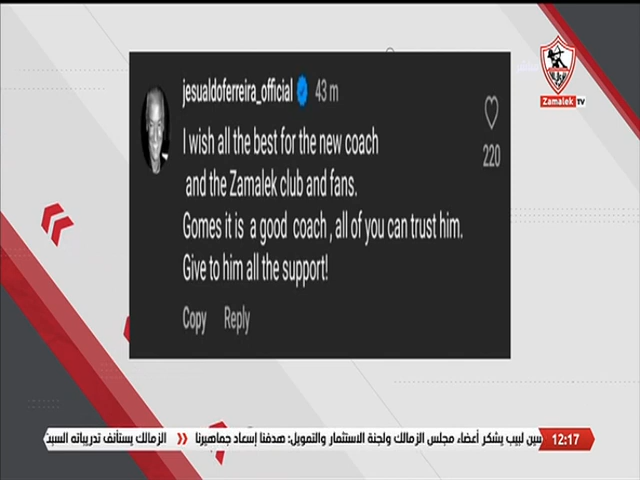 jesualdoferreira_official 43 m
I wish all the best for the new coach
and the Zamalek club and fans.
Gomes it is a good coach , all of you can trust him.
Give to him all the support!
220
Copy Reply
Zamalek TV
12:17 سين لبيب يشكر أعضاء مجلس الزمالك ولجنة الاستثمار والتمويل: هدفنا إسعاد جماهيرنا الزمالك يستأنف تدريباته السبت